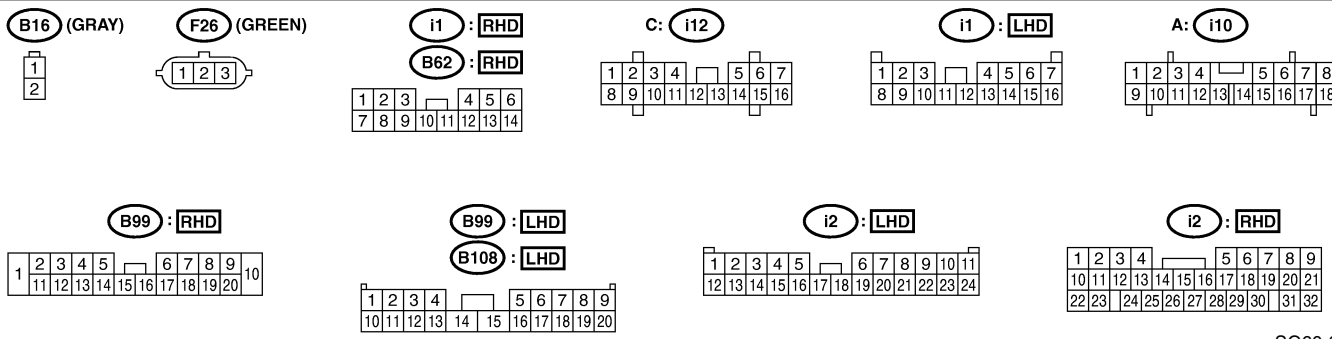 B16 (GRAY)
1
2
F26 (GREEN)
1 2 3
i1 : RHD
B62 : RHD
1 2 3 4 5 6
7 8 9 10 11 12 13 14
C: i12
1 2 3 4 5 6 7
8 9 10 11 12 13 14 15 16
i1 : LHD
1 2 3 4 5 6 7
8 9 10 11 12 13 14 15 16
A: i10
1 2 3 4 5 6 7 8
9 10 11 12 13 14 15 16 17 18
B99 : RHD
1 2 3 4 5 6 7 8 9 10
11 12 13 14 15 16 17 18 19 20
B99 : LHD
B108 : LHD
1 2 3 4 5 6 7 8 9
10 11 12 13 14 15 16 17 18 19 20
i2 : LHD
1 2 3 4 5 6 7 8 9 10 11
12 13 14 15 16 17 18 19 20 21 22 23 24
i2 : RHD
1 2 3 4 5 6 7 8 9
10 11 12 13 14 15 16 17 18 19 20 21
22 23 24 25 26 27 28 29 30 31 32